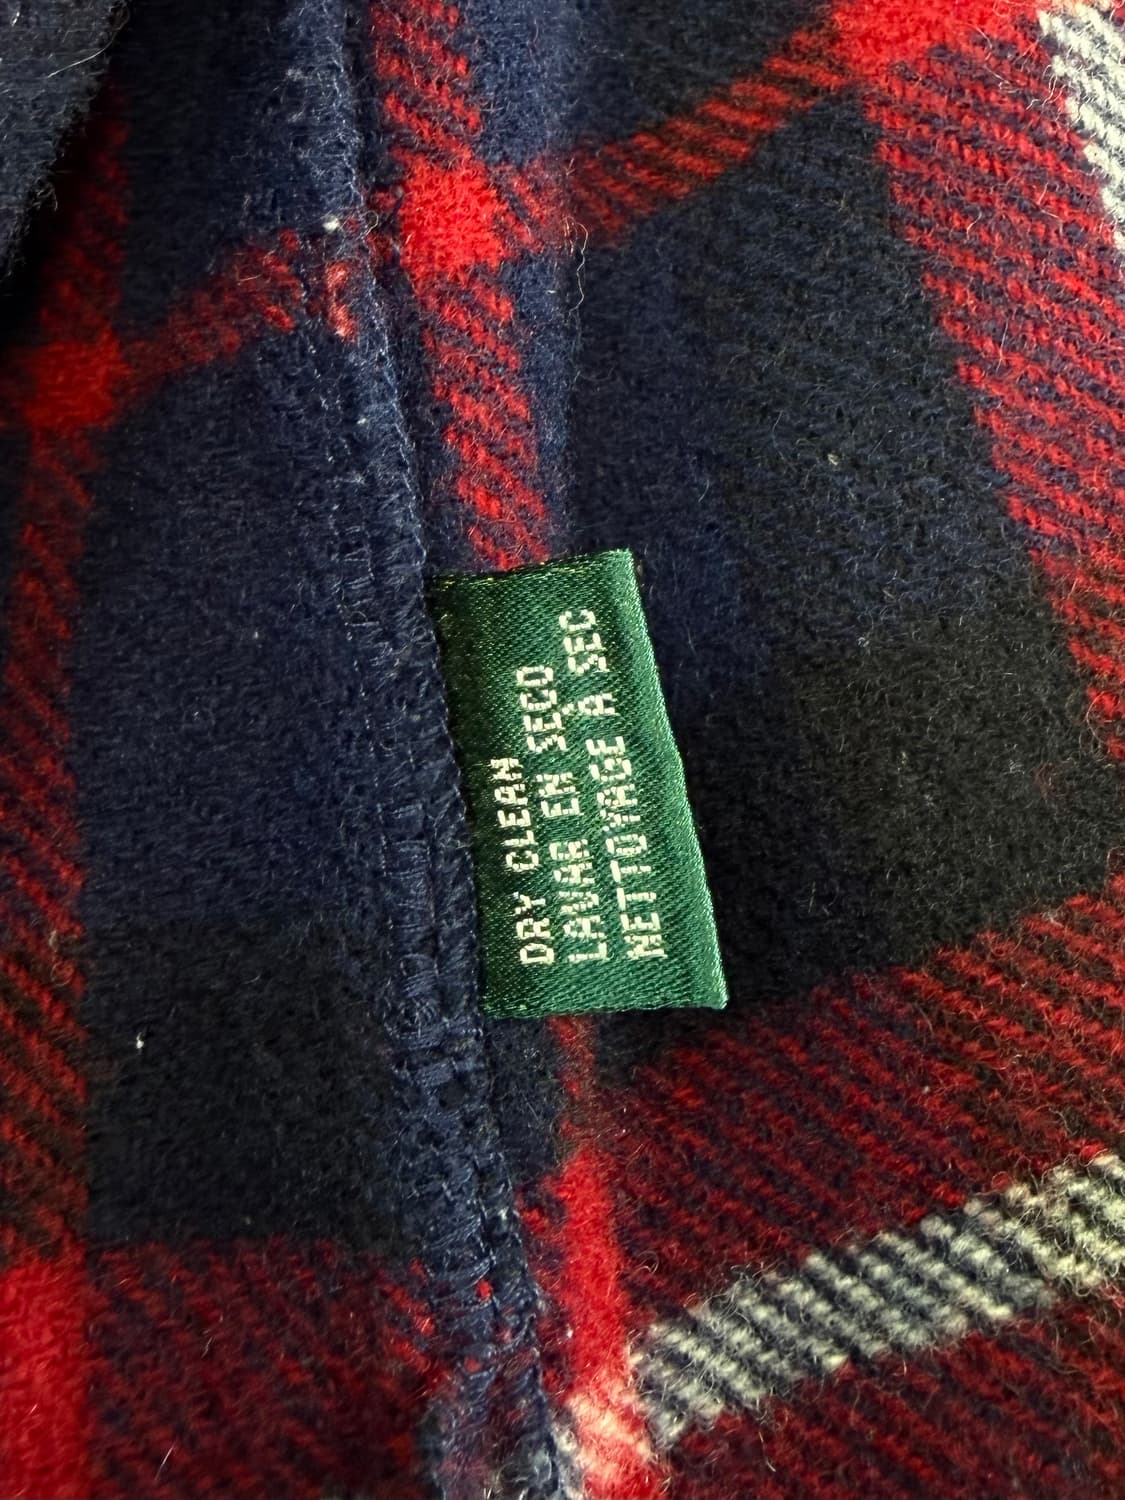 DRY CLEAN
LAVAR EN SECO
NETTOYAGE À SEC